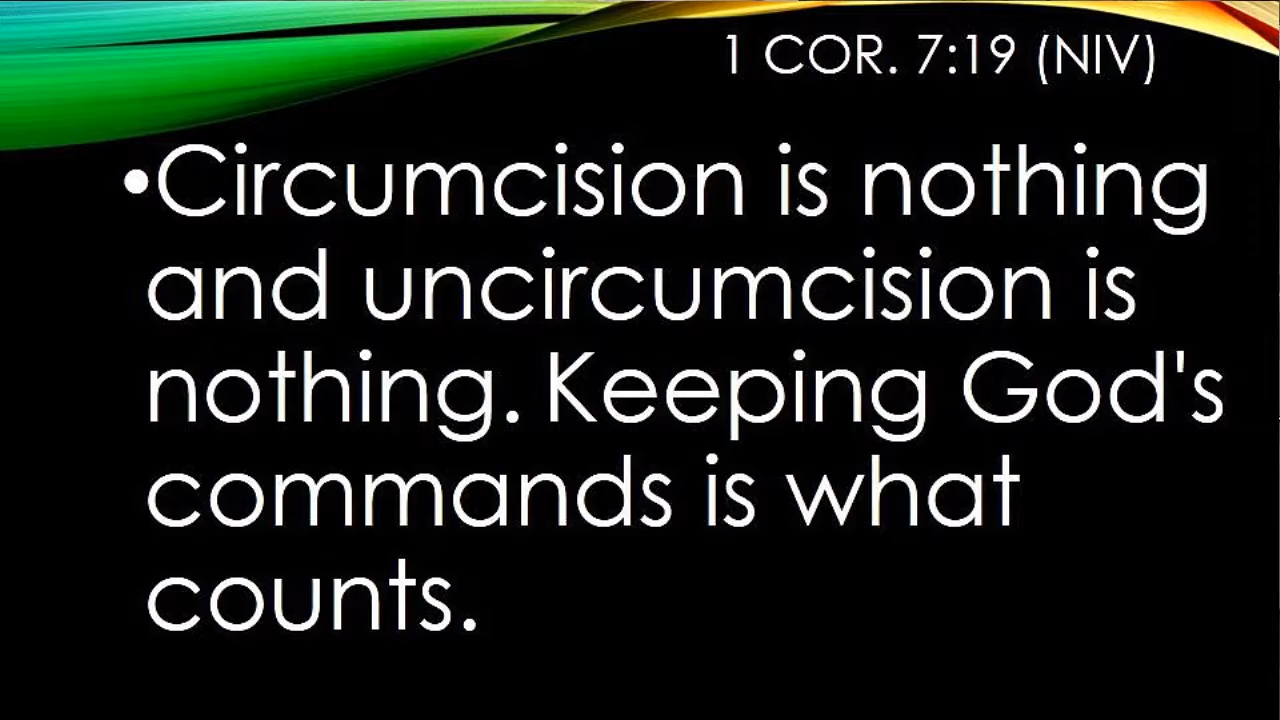 1 COR. 7:19 (NIV)
•Circumcision is nothing
and uncircumcision is
nothing. Keeping God's
commands is what
counts.